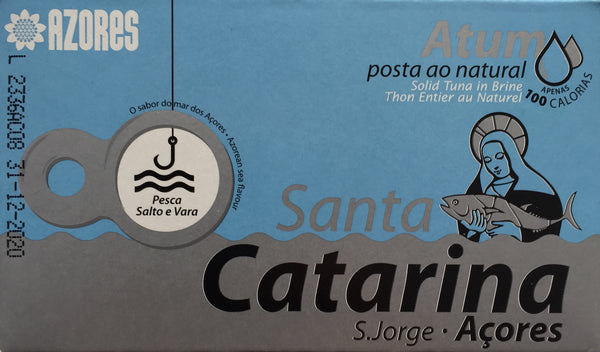 AZORES
L 2336AC08 31-12-2020
O sabor do mar dos Açores • Azorean sea flavour
Pesca
Salto e Vara
Atum
posta ao natural
Solid Tuna in Brine
Thon Entier au Naturel
APENAS
100 CALORIAS
Santa
Catarina
S.Jorge • Açores